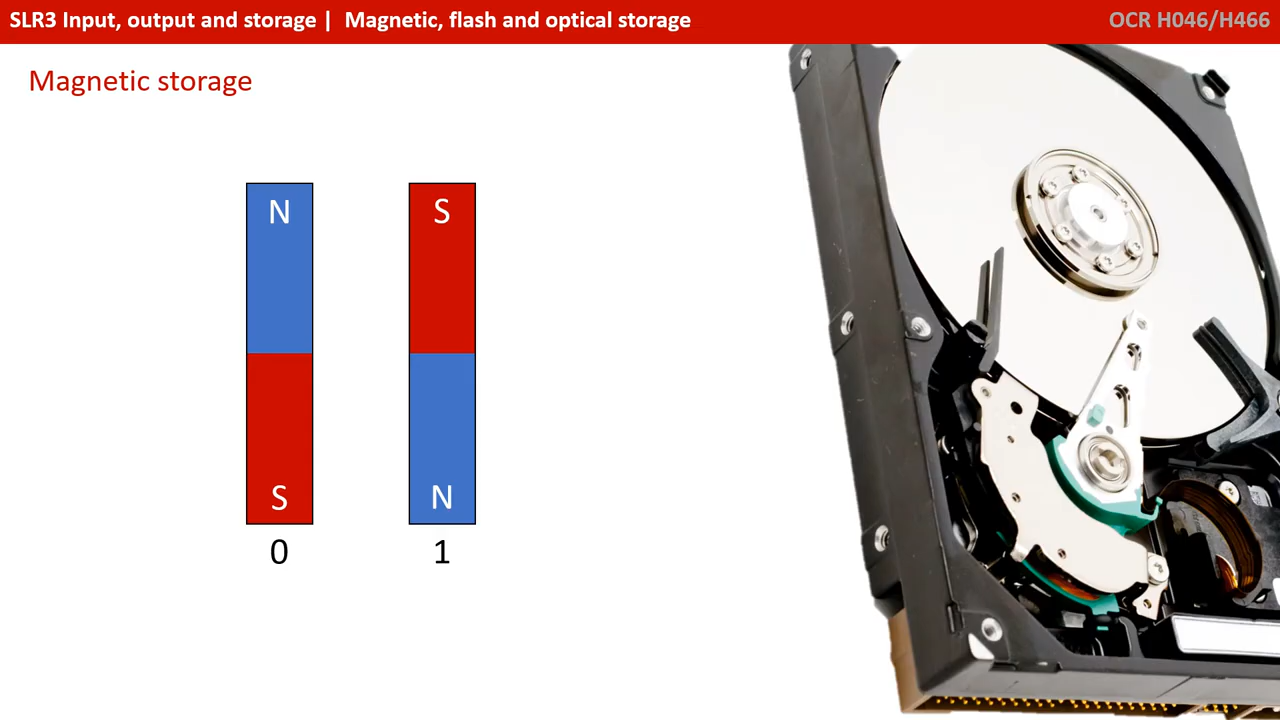 SLR3 Input, output and storage | Magnetic, flash and optical storage
OCR H046/H466
Magnetic storage
N S
S N
0 1